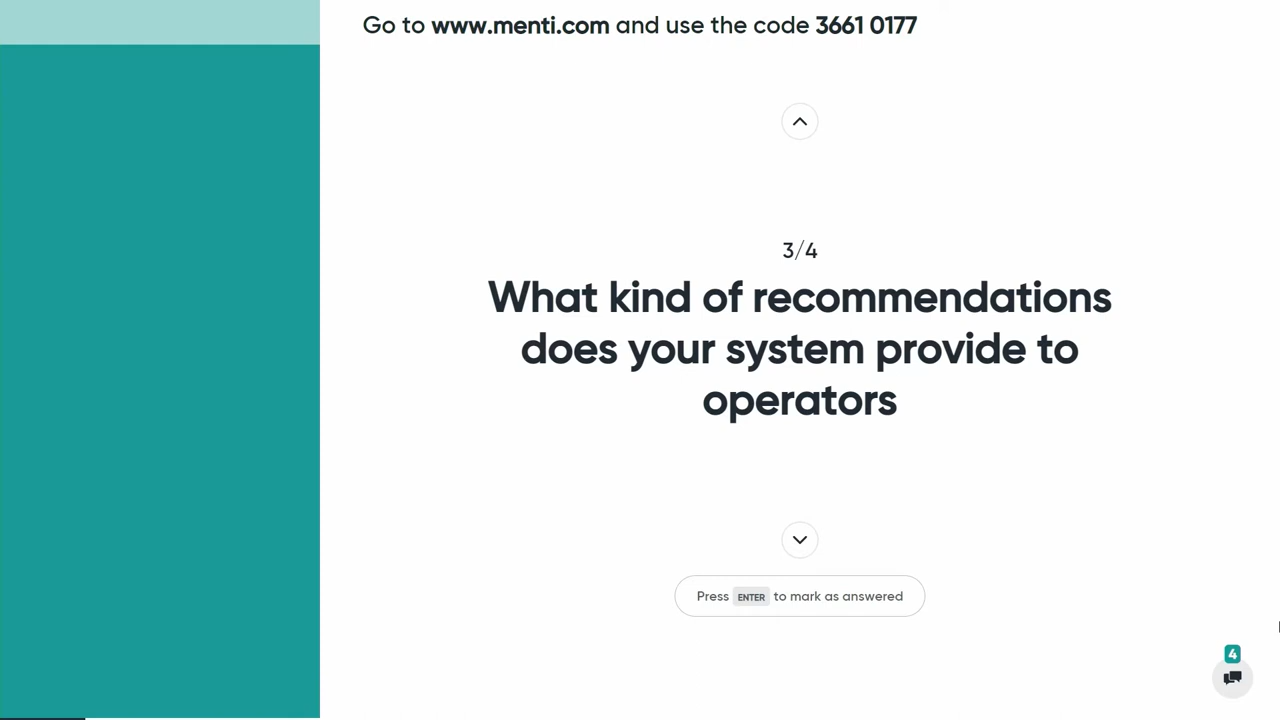 Go to www.menti.com and use the code 3661 0177
3/4
What kind of recommendations
does your system provide to
operators
Press ENTER to mark as answered
4